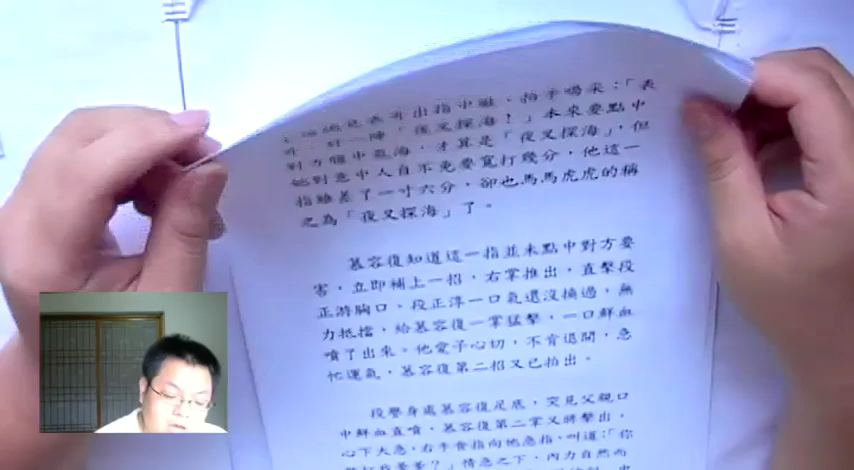 指中髓、拍手喝采：「表
好一陣「夜叉探海？」本來要點中
對方膻中氣海，才算是「夜叉探海」，但
她對意中人自不免要寬打幾分，他這一
指雖差了一寸六分，卻也馬馬虎虎的稱
之為「夜叉探海」了。
慕容復知道這一指並未點中對方要
害，立即補上一招，右掌推出，直擊段
正淳胸口。段正淳一口氣還沒換過，無
力抵擋，給慕容復一掌猛擊，一口鮮血
噴了出來。他愛子心切，不肯退開，急
忙運氣，慕容復第二招又已拍出。
段譽身處慕容復足底，突見父親口
中鮮血直噴，慕容復第二掌又將擊出，
心下大急，右手食指向他急指，叫道：「你
情急之下，內力自然而